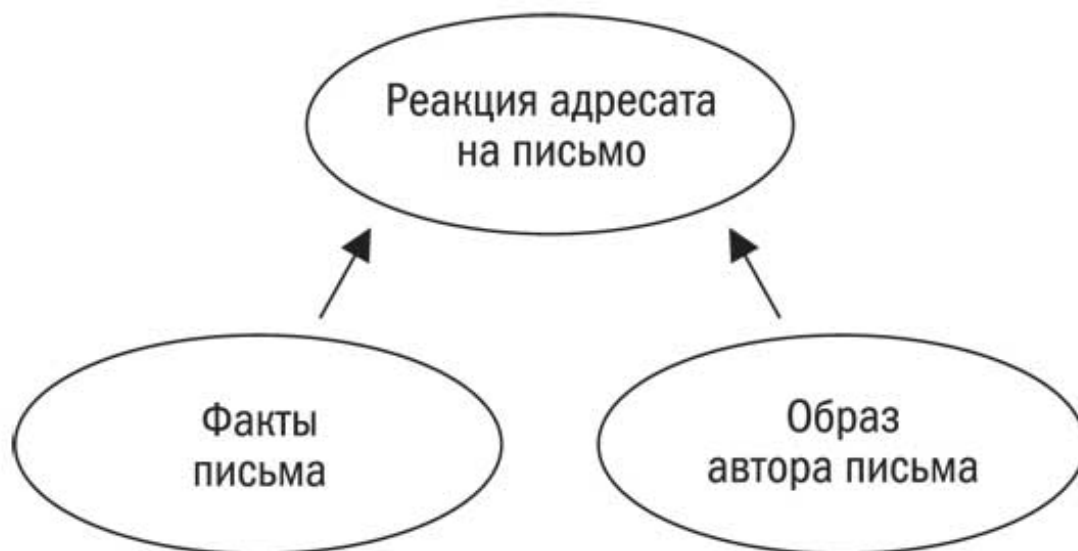 Реакция адресата
на письмо
Факты
письма
Образ
автора письма